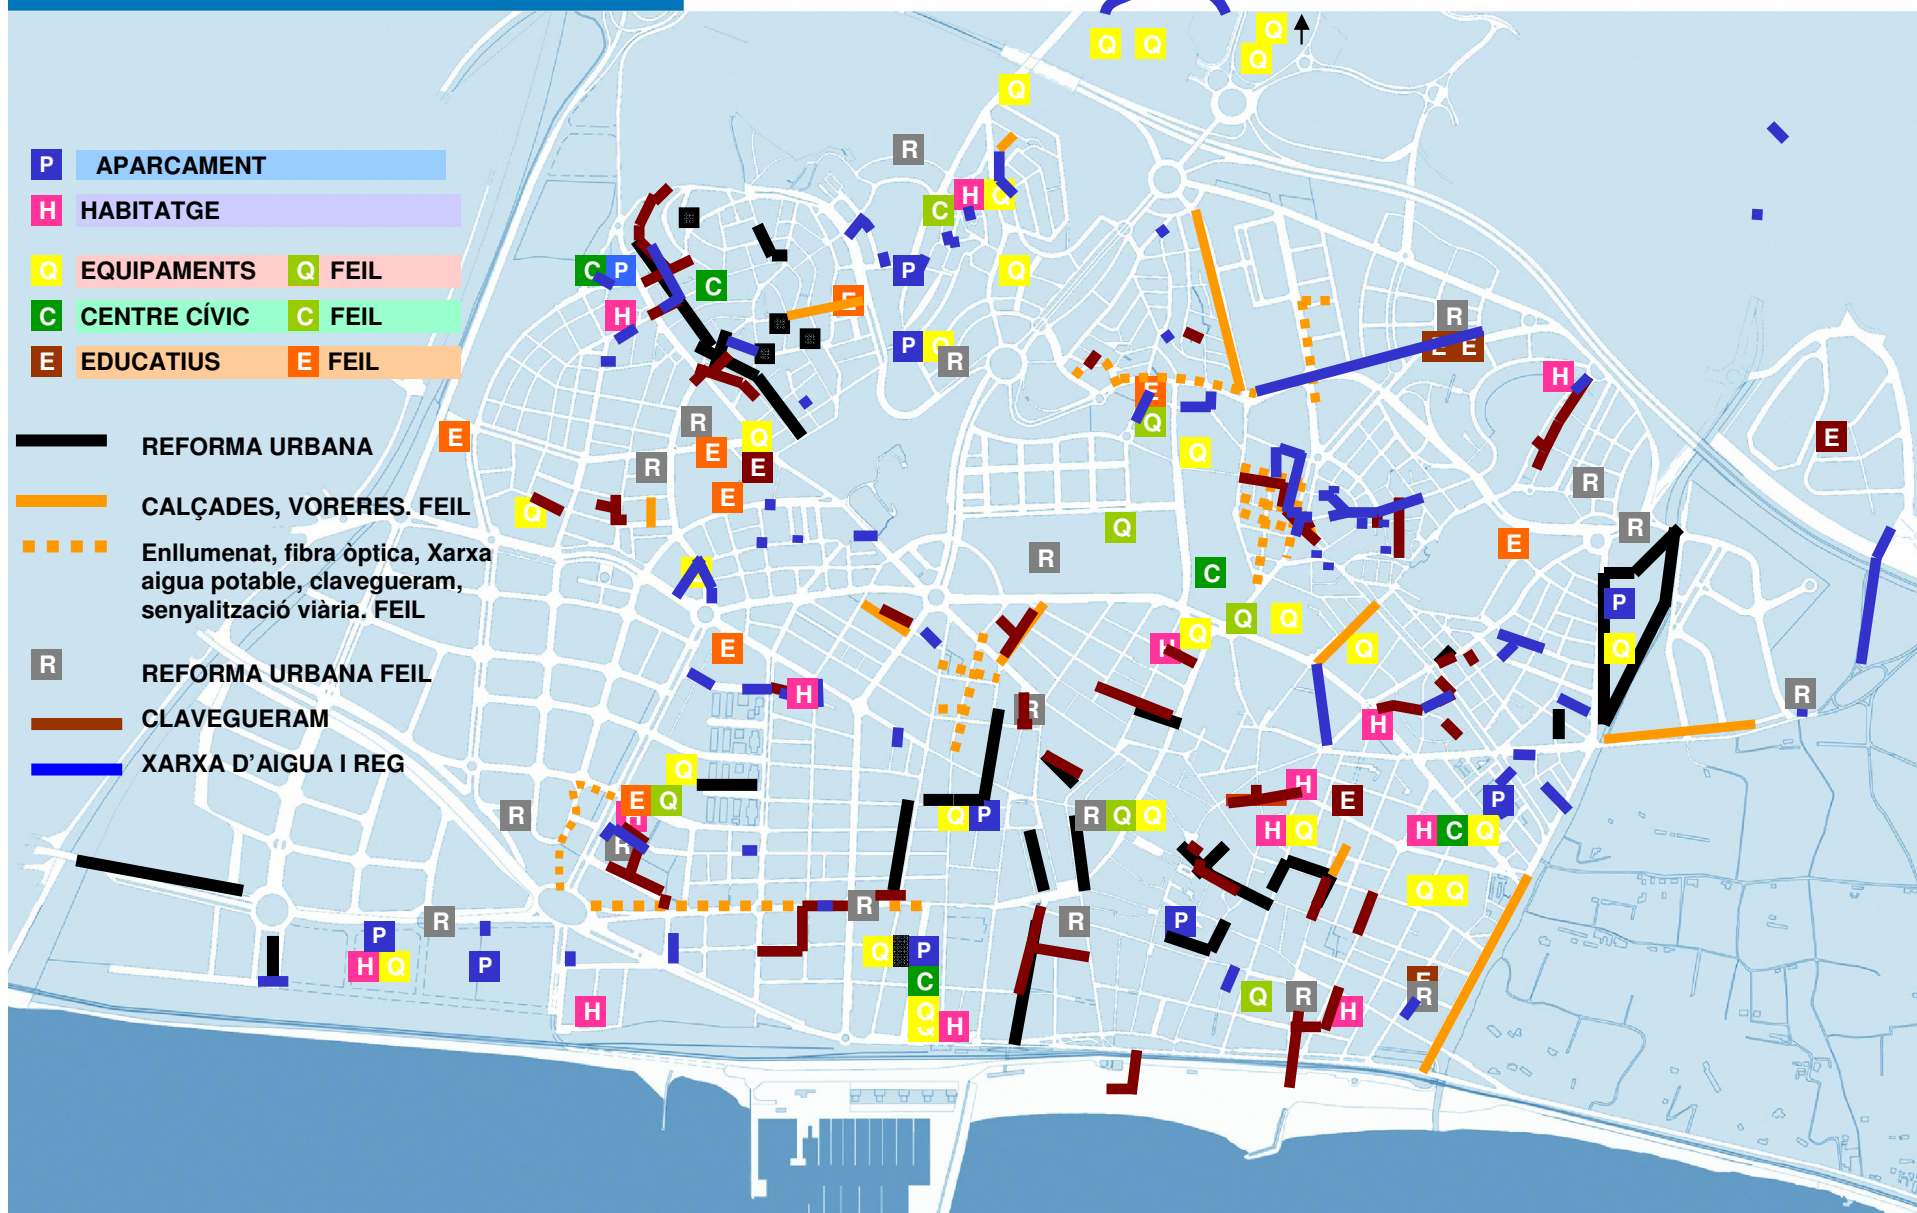 Q Q Q
Q
Q
P APARCAMENT
R
H HABITATGE
H Q
C
Q EQUIPAMENTS Q FEIL
C P
C
P
Q
C CENTRE CÍVIC C FEIL
H
E
R
E EDUCATIUS E FEIL
P Q
R
E E
H
E
REFORMA URBANA
E
R
E
Q
Q
Q
E
R
E
R
E
R
CALÇADES, VORERES. FEIL
Q
E
Q
R
E
Enllumenat, fibra òptica, Xarxa
aigua potable, clavegueram,
senyalització viària. FEIL
R
C
P
Q
Q
Q
R
REFORMA URBANA FEIL
E
H
Q
Q
Q
H
R
H
R
CLAVEGUERAM
XARXA D'AIGUA I REG
Q
H
E Q
E
P
R
H
Q P
R Q Q
H Q
H C Q
R
Q Q
R
R
P
H Q
P
R
P
Q P
C
Q
H
H
Q
R
H
E
R